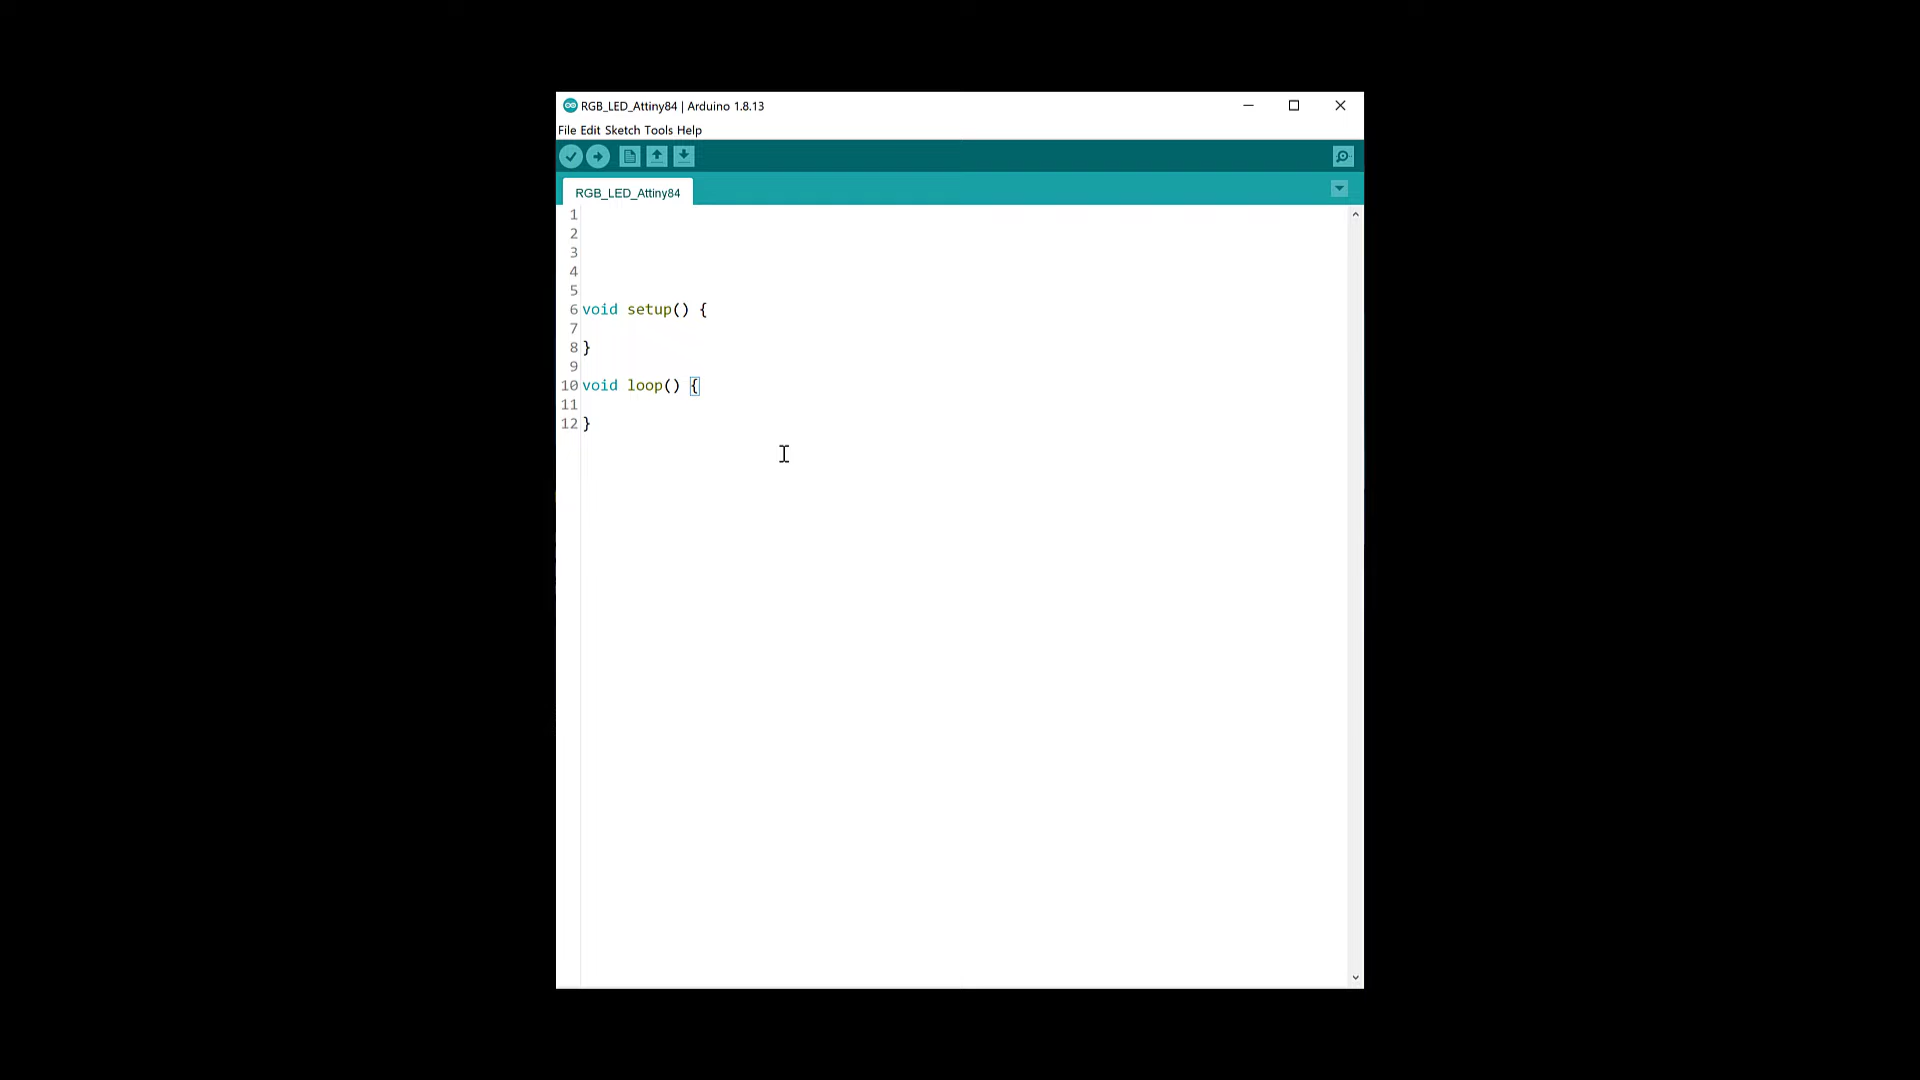 RGB_LED_Attiny84 | Arduino 1.8.13
File Edit Sketch Tools Help
RGB_LED_Attiny84
1
2
3
4
5
6 void setup() {
7
8 }
9
10 void loop() {
11
12 }